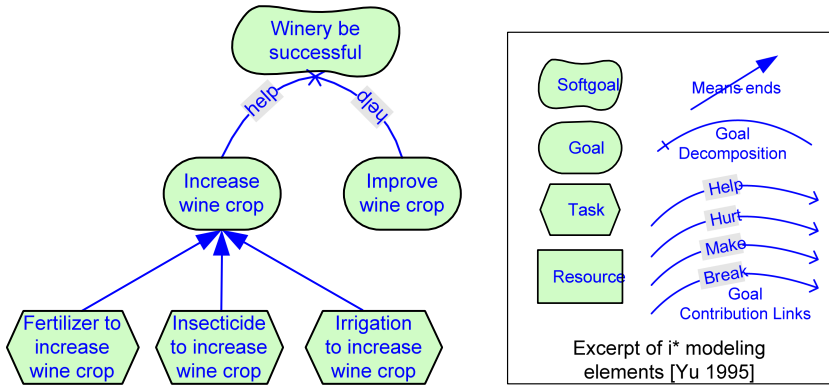 Winery be
successful
help
help
Increase
wine crop
Improve
wine crop
Fertilizer to
increase
wine crop
Insecticide
to increase
wine crop
Irrigation
to increase
wine crop
Softgoal
Means-ends
Goal
Goal
Decomposition
Task
Help
Hurt
Make
Resource
Break
Goal
Contribution Links
Excerpt of i* modeling
elements [Yu 1995]